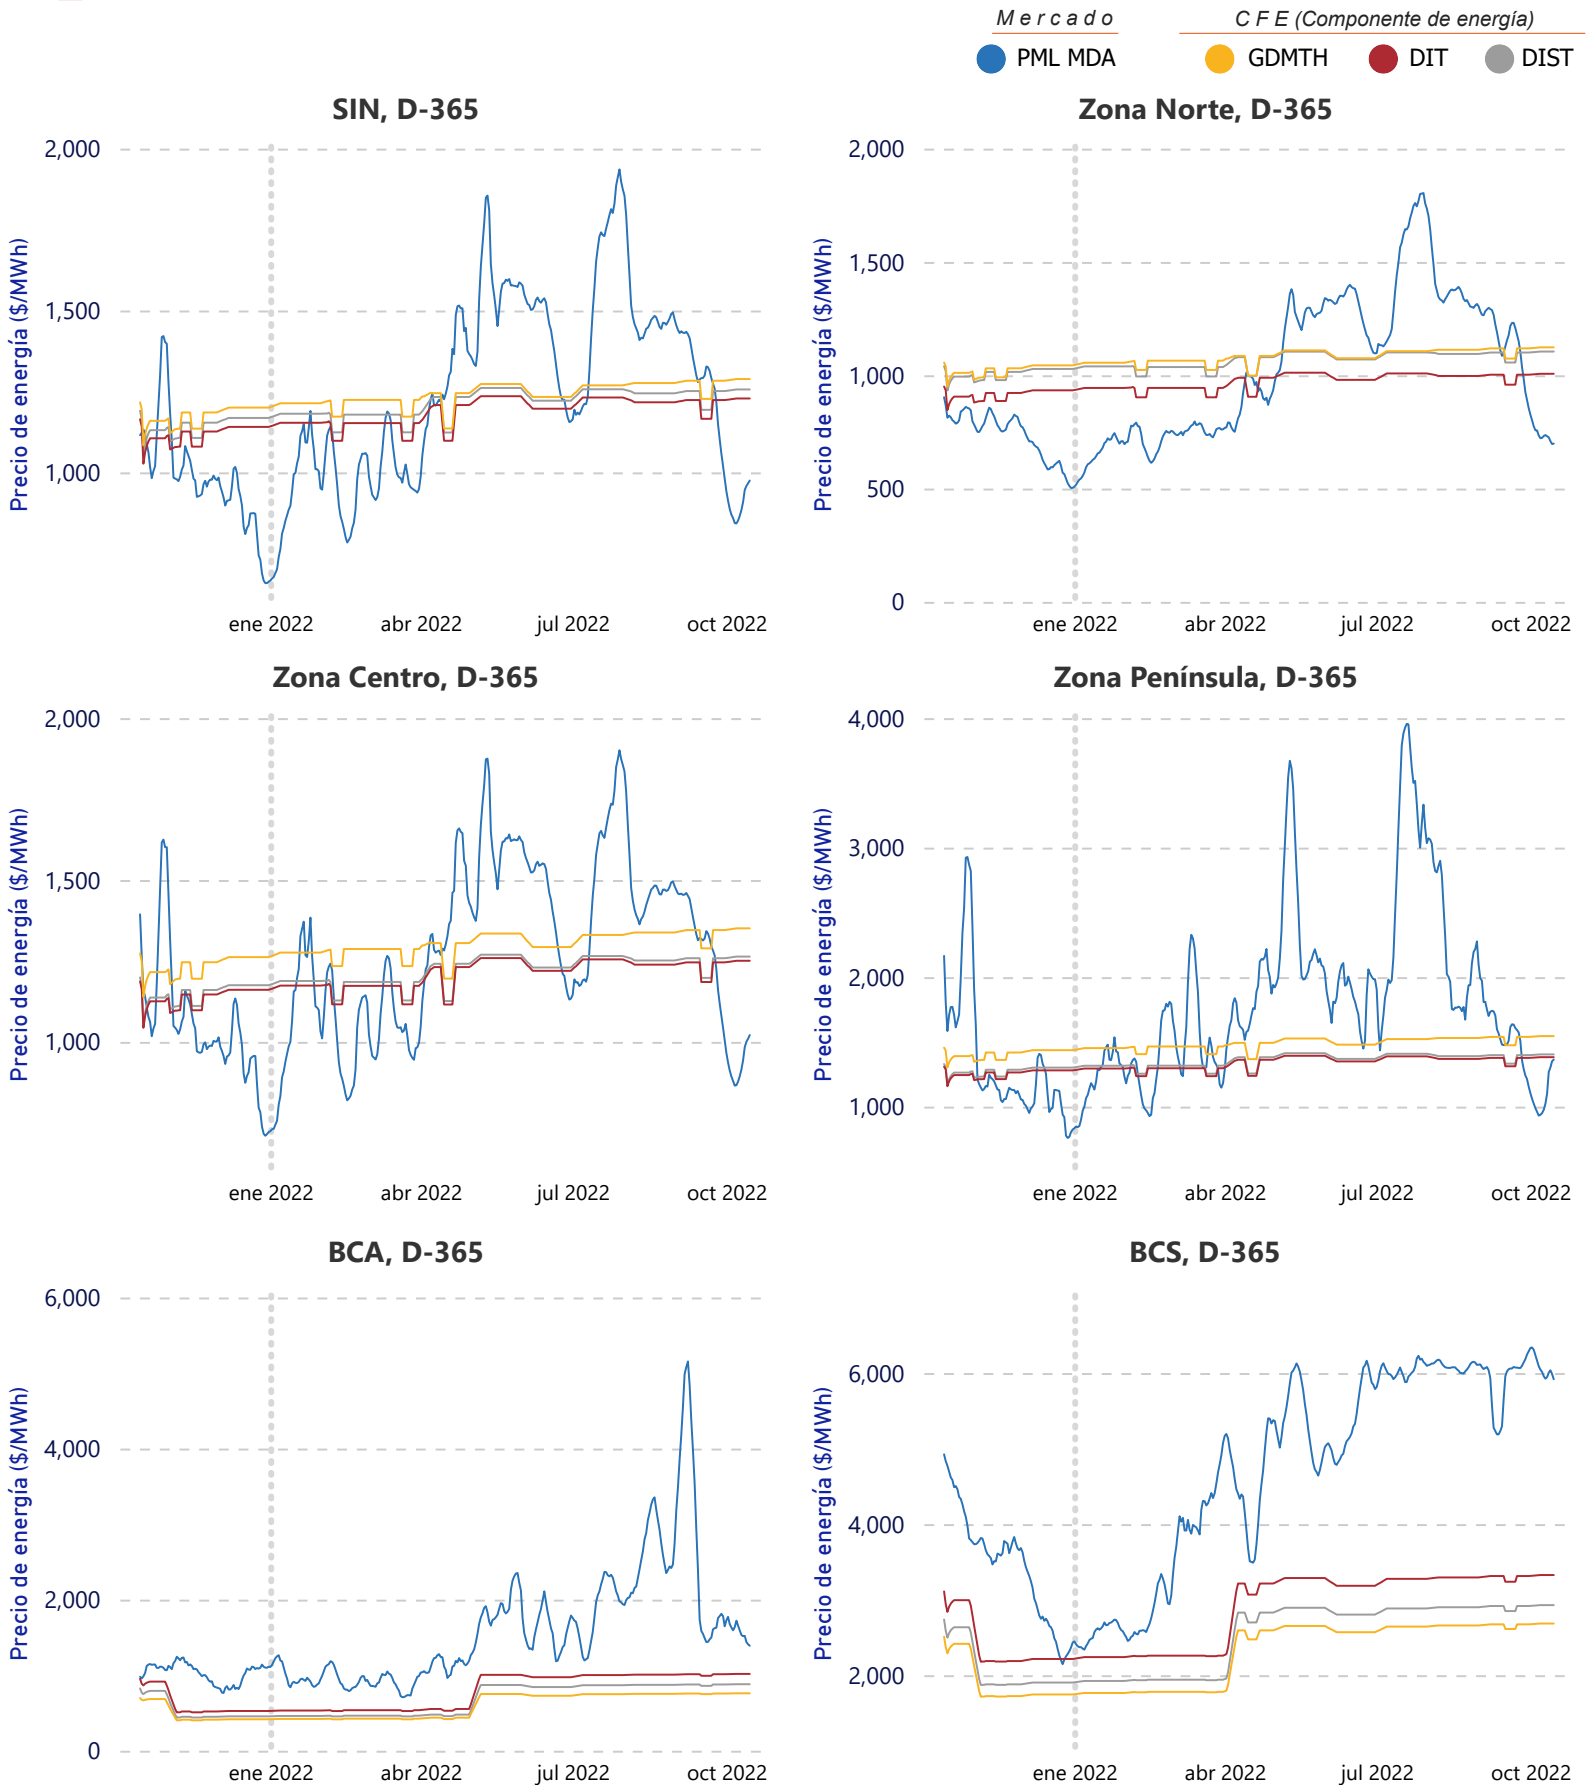 Mercado
CFE (Componente de energía)
PML MDA
GDMTH
DIT
DIST
SIN, D-365
Precio de energía ($/MWh)
2,000
1,500
1,000
ene 2022
abr 2022
jul 2022
oct 2022
Zona Norte, D-365
Precio de energía ($/MWh)
2,000
1,500
1,000
500
0
ene 2022
abr 2022
jul 2022
oct 2022
Zona Centro, D-365
Precio de energía ($/MWh)
2,000
1,500
1,000
ene 2022
abr 2022
jul 2022
oct 2022
Zona Península, D-365
Precio de energía ($/MWh)
4,000
3,000
2,000
1,000
ene 2022
abr 2022
jul 2022
oct 2022
BCA, D-365
Precio de energía ($/MWh)
6,000
4,000
2,000
0
ene 2022
abr 2022
jul 2022
oct 2022
BCS, D-365
Precio de energía ($/MWh)
6,000
4,000
2,000
ene 2022
abr 2022
jul 2022
oct 2022